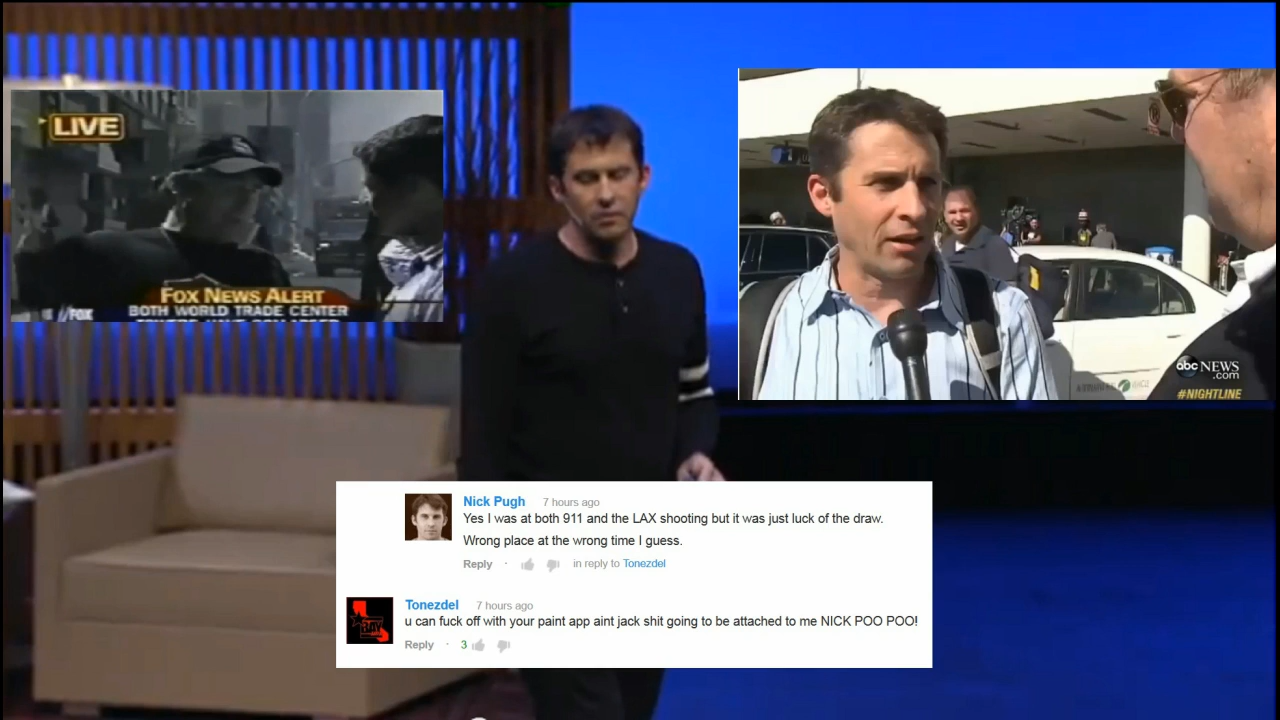 LIVE
FOX NEWS ALERT
BOTH WORLD TRADE CENTER
//FOX
abc NEWS
.com
#NIGHTLINE
Nick Pugh 7 hours ago
Yes I was at both 911 and the LAX shooting but it was just luck of the draw.
Wrong place at the wrong time I guess.
Reply · in reply to Tonezdel
Tonezdel 7 hours ago
u can fuck off with your paint app aint jack shit going to be attached to me NICK POO POO!
Reply · 3